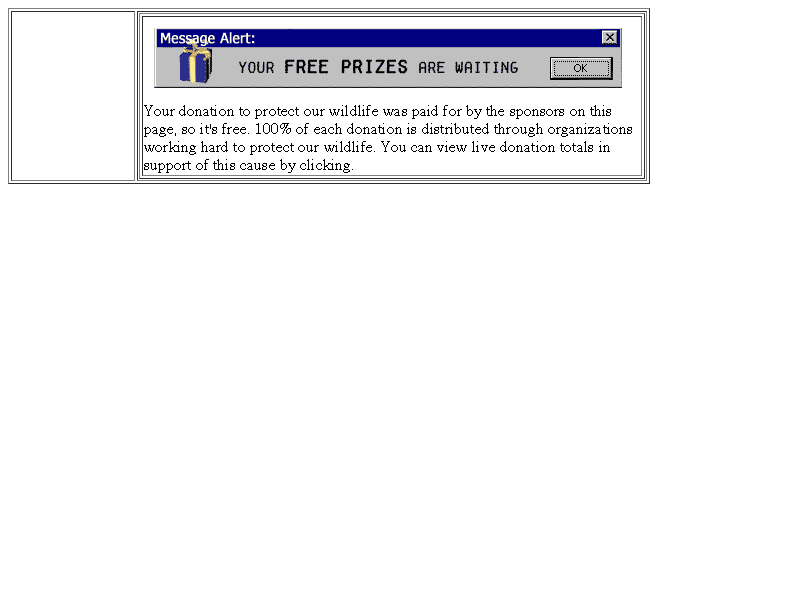 Message Alert:
YOUR FREE PRIZES ARE WAITING
OK
Your donation to protect our wildlife was paid for by the sponsors on this
page, so it's free. 100% of each donation is distributed through organizations
working hard to protect our wildlife. You can view live donation totals in
support of this cause by clicking.